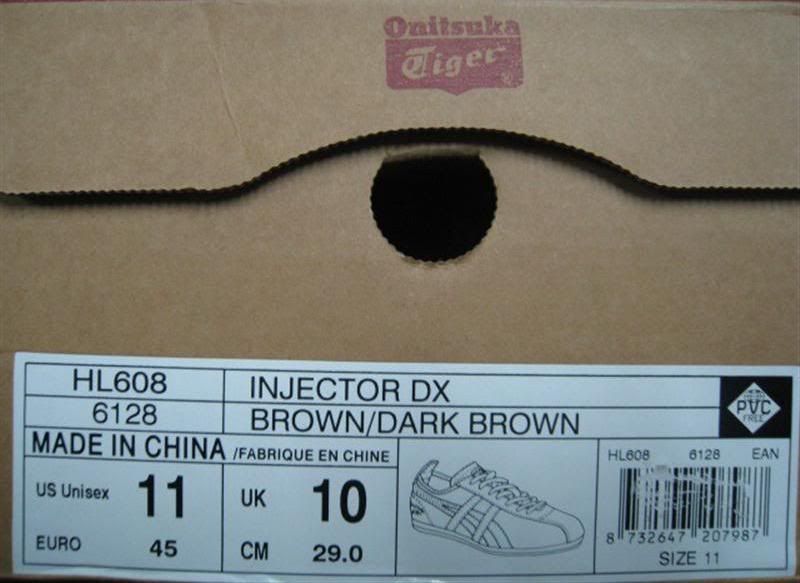 Onitsuka
Tiger
HL608
INJECTOR DX
6128
BROWN/DARK BROWN
PVC
FREE
MADE IN CHINA /FABRIQUE EN CHINE
US Unisex 11
UK 10
EURO 45
CM 29.0
HL608 6128 EAN
8 732647 207987
SIZE 11